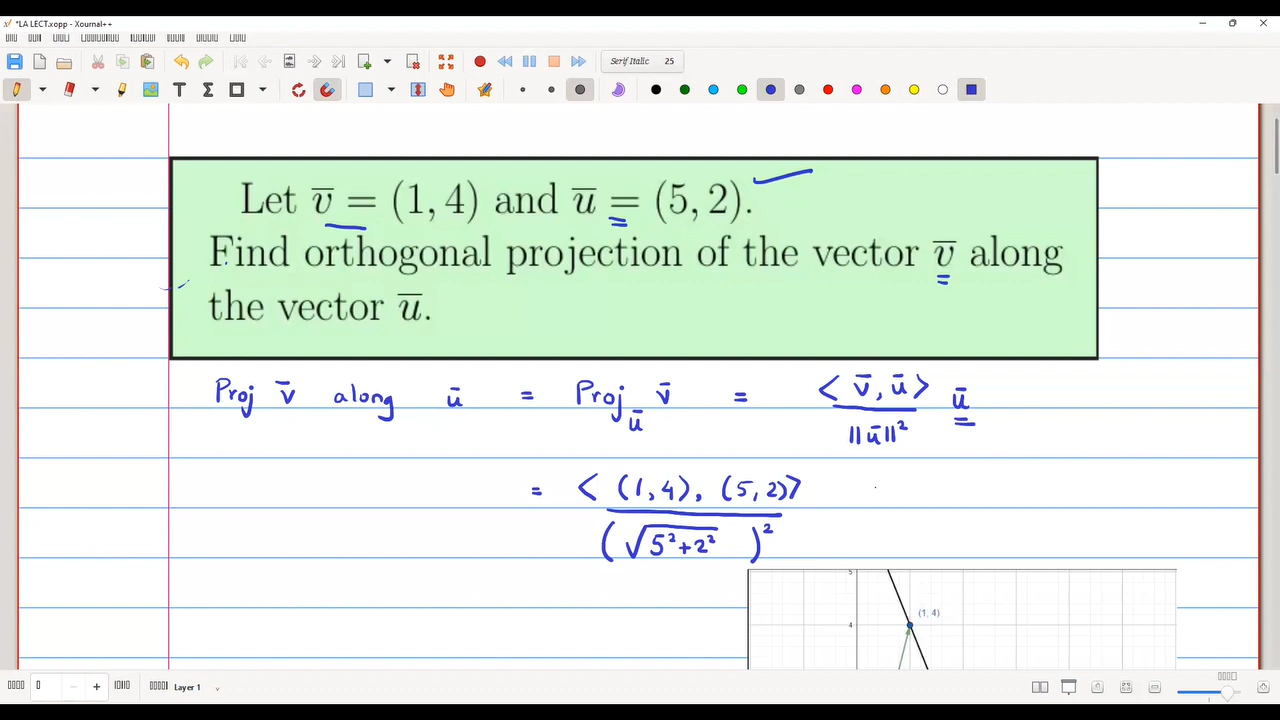 *LA LECT.xopp - Xournal++
Serif Italic 25
Let v̅ = (1, 4) and u̅ = (5, 2).
Find orthogonal projection of the vector v̅ along
the vector u̅.
Proj v̅ along u̅ = Proj_u̅ v̅ = <v̅, u̅> / ||u̅||² u̅
= <(1,4), (5,2)> / (√(5²+2²))²
5
(1, 4)
4
Layer 1